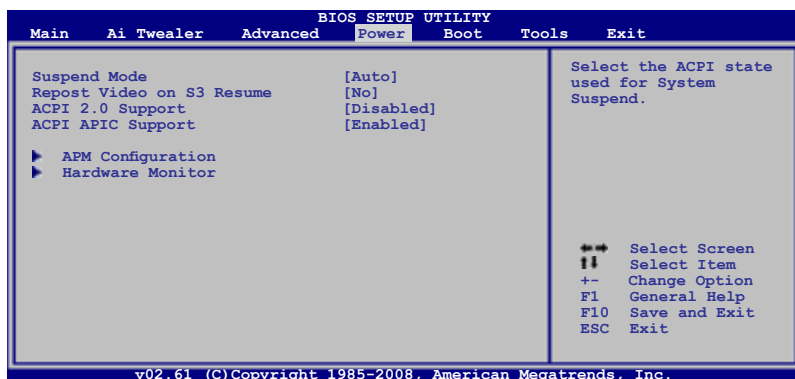 BIOS SETUP UTILITY
Main Ai Twealer Advanced Power Boot Tools Exit
Suspend Mode [Auto]
Repost Video on S3 Resume [No]
ACPI 2.0 Support [Disabled]
ACPI APIC Support [Enabled]
APM Configuration
Hardware Monitor
Select the ACPI state
used for System
Suspend.
Select Screen
Select Item
+- Change Option
F1 General Help
F10 Save and Exit
ESC Exit
v02.61 (C)Copyright 1985-2008, American Megatrends, Inc.